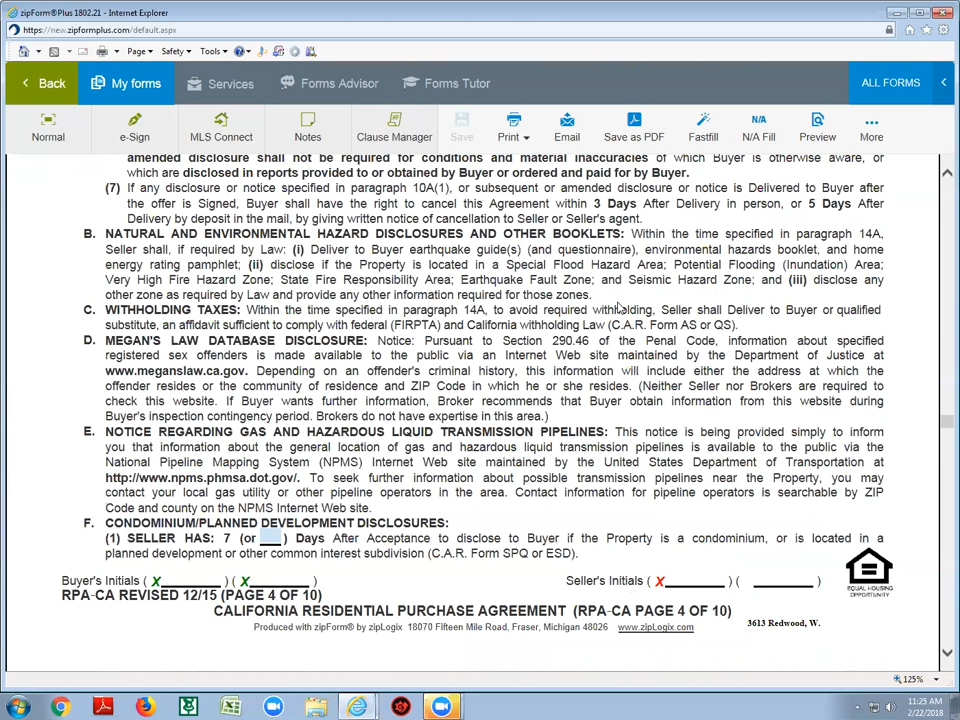 zipForm®Plus 1802.21 - Internet Explorer
https://new.zipformplus.com/default.aspx
Page Safety Tools
Back My forms Services Forms Advisor Forms Tutor ALL FORMS
Normal e-Sign MLS Connect Notes Clause Manager Save Print Email Save as PDF Fastfill N/A N/A Fill Preview More
amended disclosure shall not be required for conditions and material inaccuracies of which Buyer is otherwise aware, or
which are disclosed in reports provided to or obtained by Buyer or ordered and paid for by Buyer.
(7) If any disclosure or notice specified in paragraph 10A(1), or subsequent or amended disclosure or notice is Delivered to Buyer after
the offer is Signed, Buyer shall have the right to cancel this Agreement within 3 Days After Delivery in person, or 5 Days After
Delivery by deposit in the mail, by giving written notice of cancellation to Seller or Seller's agent.
B. NATURAL AND ENVIRONMENTAL HAZARD DISCLOSURES AND OTHER BOOKLETS: Within the time specified in paragraph 14A,
Seller shall, if required by Law: (i) Deliver to Buyer earthquake guide(s) (and questionnaire), environmental hazards booklet, and home
energy rating pamphlet; (ii) disclose if the Property is located in a Special Flood Hazard Area; Potential Flooding (Inundation) Area;
Very High Fire Hazard Zone; State Fire Responsibility Area; Earthquake Fault Zone; and Seismic Hazard Zone; and (iii) disclose any
other zone as required by Law and provide any other information required for those zones.
C. WITHHOLDING TAXES: Within the time specified in paragraph 14A, to avoid required withholding, Seller shall Deliver to Buyer or qualified
substitute, an affidavit sufficient to comply with federal (FIRPTA) and California withholding Law (C.A.R. Form AS or QS).
D. MEGAN'S LAW DATABASE DISCLOSURE: Notice: Pursuant to Section 290.46 of the Penal Code, information about specified
registered sex offenders is made available to the public via an Internet Web site maintained by the Department of Justice at
www.meganslaw.ca.gov. Depending on an offender's criminal history, this information will include either the address at which the
offender resides or the community of residence and ZIP Code in which he or she resides. (Neither Seller nor Brokers are required to
check this website. If Buyer wants further information, Broker recommends that Buyer obtain information from this website during
Buyer's inspection contingency period. Brokers do not have expertise in this area.)
E. NOTICE REGARDING GAS AND HAZARDOUS LIQUID TRANSMISSION PIPELINES: This notice is being provided simply to inform
you that information about the general location of gas and hazardous liquid transmission pipelines is available to the public via the
National Pipeline Mapping System (NPMS) Internet Web site maintained by the United States Department of Transportation at
http://www.npms.phmsa.dot.gov/. To seek further information about possible transmission pipelines near the Property, you may
contact your local gas utility or other pipeline operators in the area. Contact information for pipeline operators is searchable by ZIP
Code and county on the NPMS Internet Web site.
F. CONDOMINIUM/PLANNED DEVELOPMENT DISCLOSURES:
(1) SELLER HAS: 7 (or ___ ) Days After Acceptance to disclose to Buyer if the Property is a condominium, or is located in a
planned development or other common interest subdivision (C.A.R. Form SPQ or ESD).
Buyer's Initials ( X________ ) ( X________ ) Seller's Initials ( X________ ) ( ________ )
RPA-CA REVISED 12/15 (PAGE 4 OF 10)
EQUAL HOUSING
OPPORTUNITY
CALIFORNIA RESIDENTIAL PURCHASE AGREEMENT (RPA-CA PAGE 4 OF 10)
Produced with zipForm® by zipLogix 18070 Fifteen Mile Road, Fraser, Michigan 48026 www.zipLogix.com 3613 Redwood, W.
125%
11:25 AM
2/22/2018